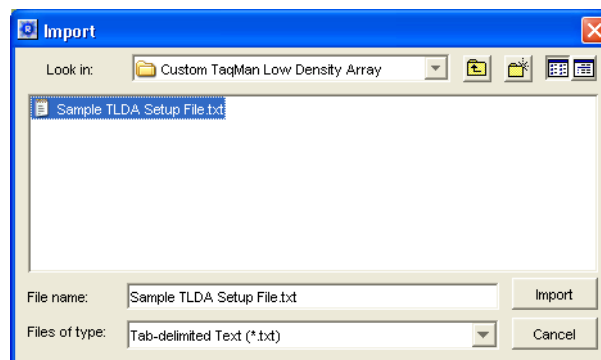 Import
Look in: Custom TaqMan Low Density Array
Sample TLDA Setup File.txt
File name: Sample TLDA Setup File.txt Import
Files of type: Tab-delimited Text (*.txt) Cancel